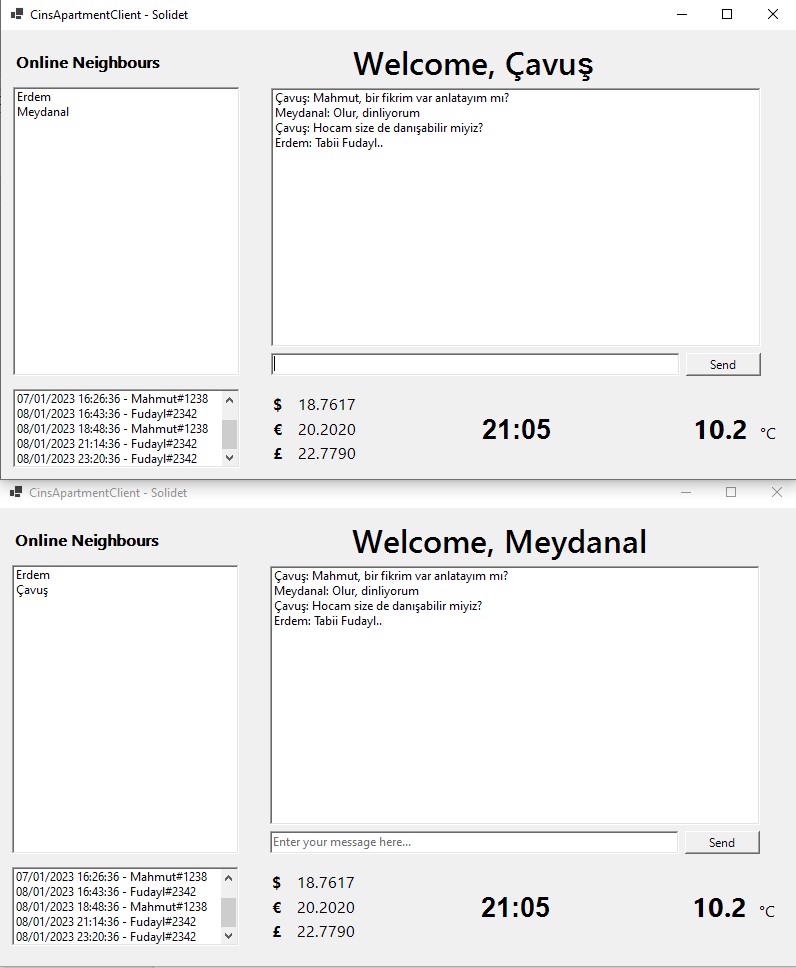 CinsApartmentClient - Solidet
Online Neighbours
Welcome, Çavuş
Erdem
Meydanal
Çavuş: Mahmut, bir fikrim var anlatayım mı?
Meydanal: Olur, dinliyorum
Çavuş: Hocam size de danışabilir miyiz?
Erdem: Tabii Fudayl..
Send
07/01/2023 16:26:36 - Mahmut#1238
08/01/2023 16:43:36 - Fudayl#2342
08/01/2023 18:48:36 - Mahmut#1238
08/01/2023 21:14:36 - Fudayl#2342
08/01/2023 23:20:36 - Fudayl#2342
$ 18.7617
€ 20.2020
£ 22.7790
21:05
10.2 °C
CinsApartmentClient - Solidet
Online Neighbours
Welcome, Meydanal
Erdem
Çavuş
Çavuş: Mahmut, bir fikrim var anlatayım mı?
Meydanal: Olur, dinliyorum
Çavuş: Hocam size de danışabilir miyiz?
Erdem: Tabii Fudayl..
Enter your message here...
Send
07/01/2023 16:26:36 - Mahmut#1238
08/01/2023 16:43:36 - Fudayl#2342
08/01/2023 18:48:36 - Mahmut#1238
08/01/2023 21:14:36 - Fudayl#2342
08/01/2023 23:20:36 - Fudayl#2342
$ 18.7617
€ 20.2020
£ 22.7790
21:05
10.2 °C